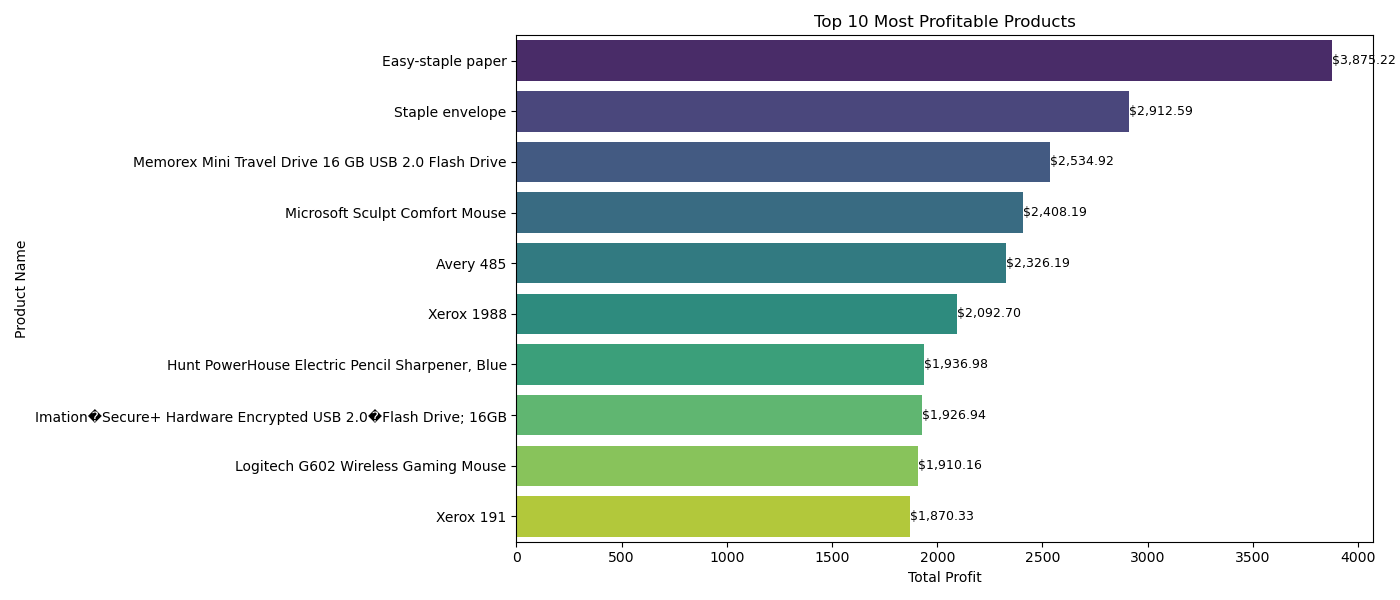 Top 10 Most Profitable Products
Product Name
Easy-staple paper
$3,875.22
Staple envelope
$2,912.59
Memorex Mini Travel Drive 16 GB USB 2.0 Flash Drive
$2,534.92
Microsoft Sculpt Comfort Mouse
$2,408.19
Avery 485
$2,326.19
Xerox 1988
$2,092.70
Hunt PowerHouse Electric Pencil Sharpener, Blue
$1,936.98
Imation�Secure+ Hardware Encrypted USB 2.0�Flash Drive; 16GB
$1,926.94
Logitech G602 Wireless Gaming Mouse
$1,910.16
Xerox 191
$1,870.33
0 500 1000 1500 2000 2500 3000 3500 4000
Total Profit